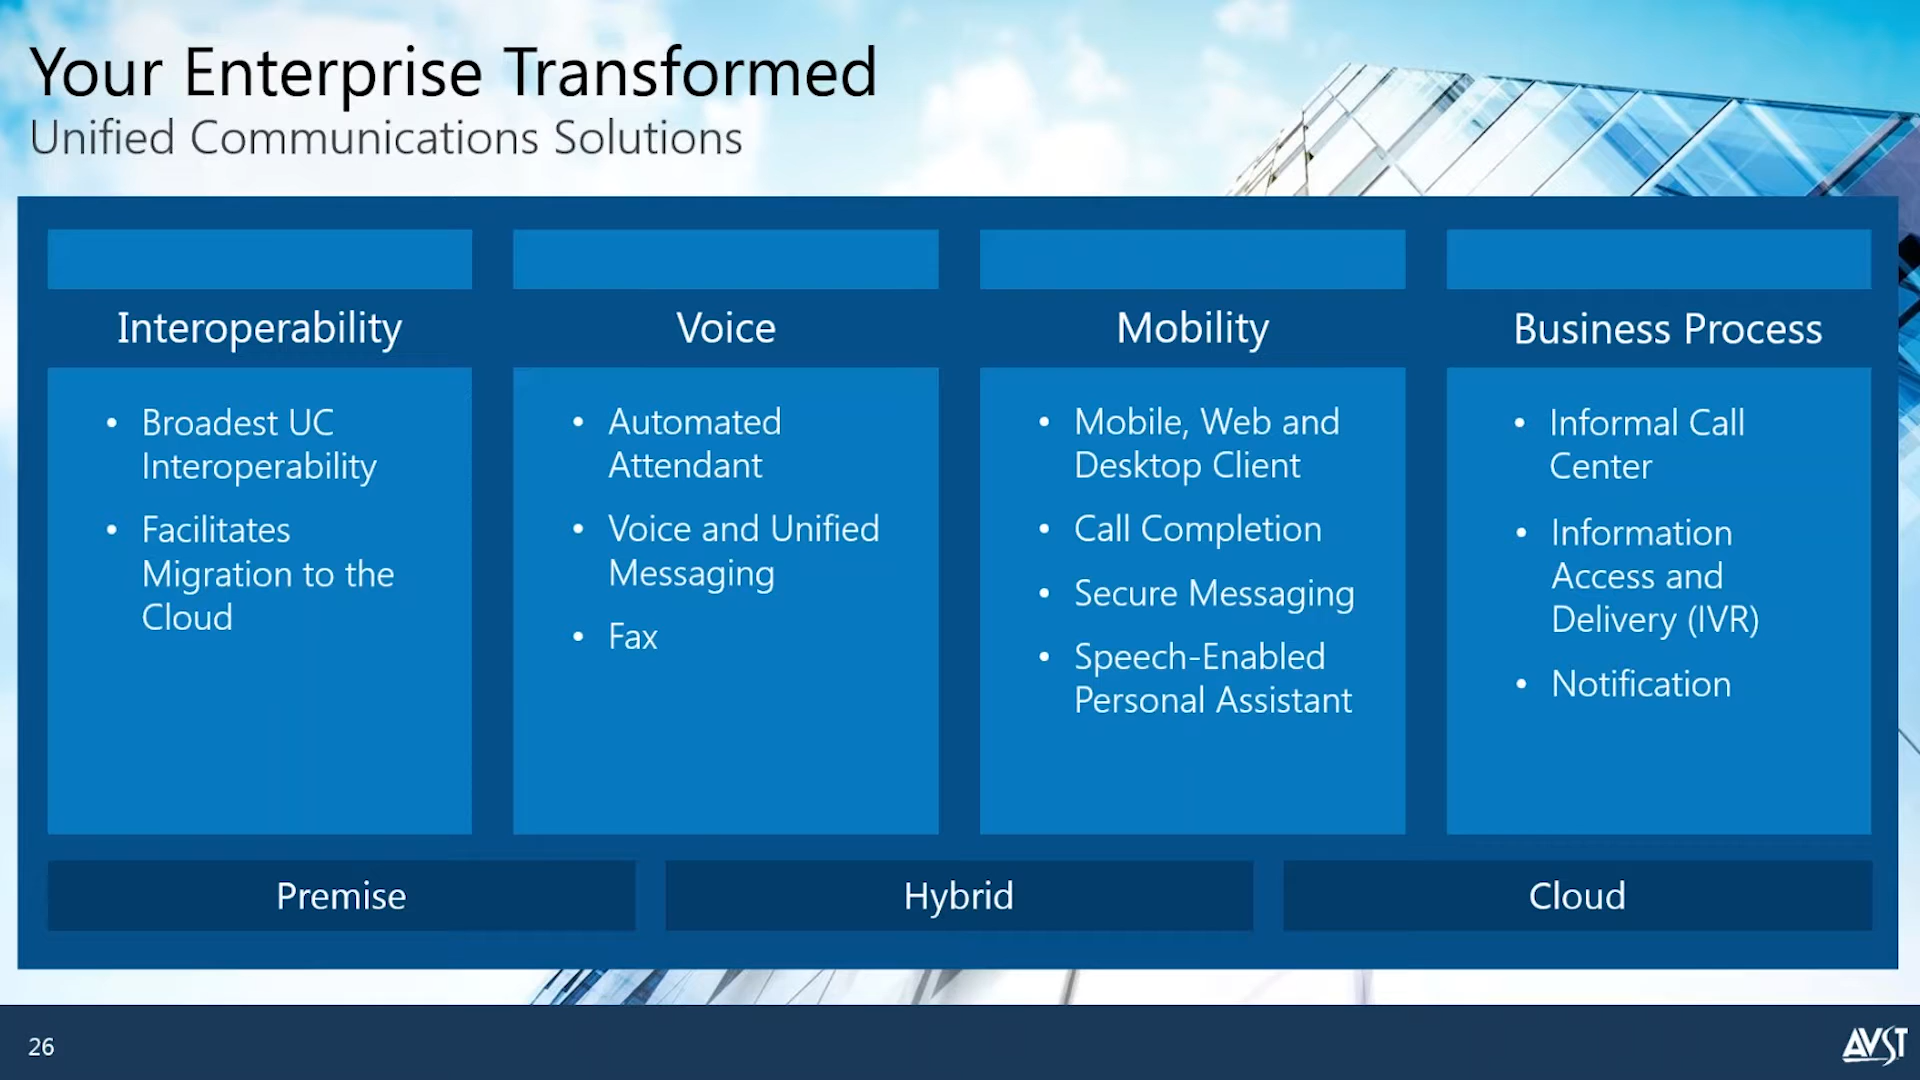 Your Enterprise Transformed
Unified Communications Solutions
Interoperability
• Broadest UC
Interoperability
• Facilitates
Migration to the
Cloud
Voice
• Automated
Attendant
• Voice and Unified
Messaging
• Fax
Mobility
• Mobile, Web and
Desktop Client
• Call Completion
• Secure Messaging
• Speech-Enabled
Personal Assistant
Business Process
• Informal Call
Center
• Information
Access and
Delivery (IVR)
• Notification
Premise
Hybrid
Cloud
26
AVST